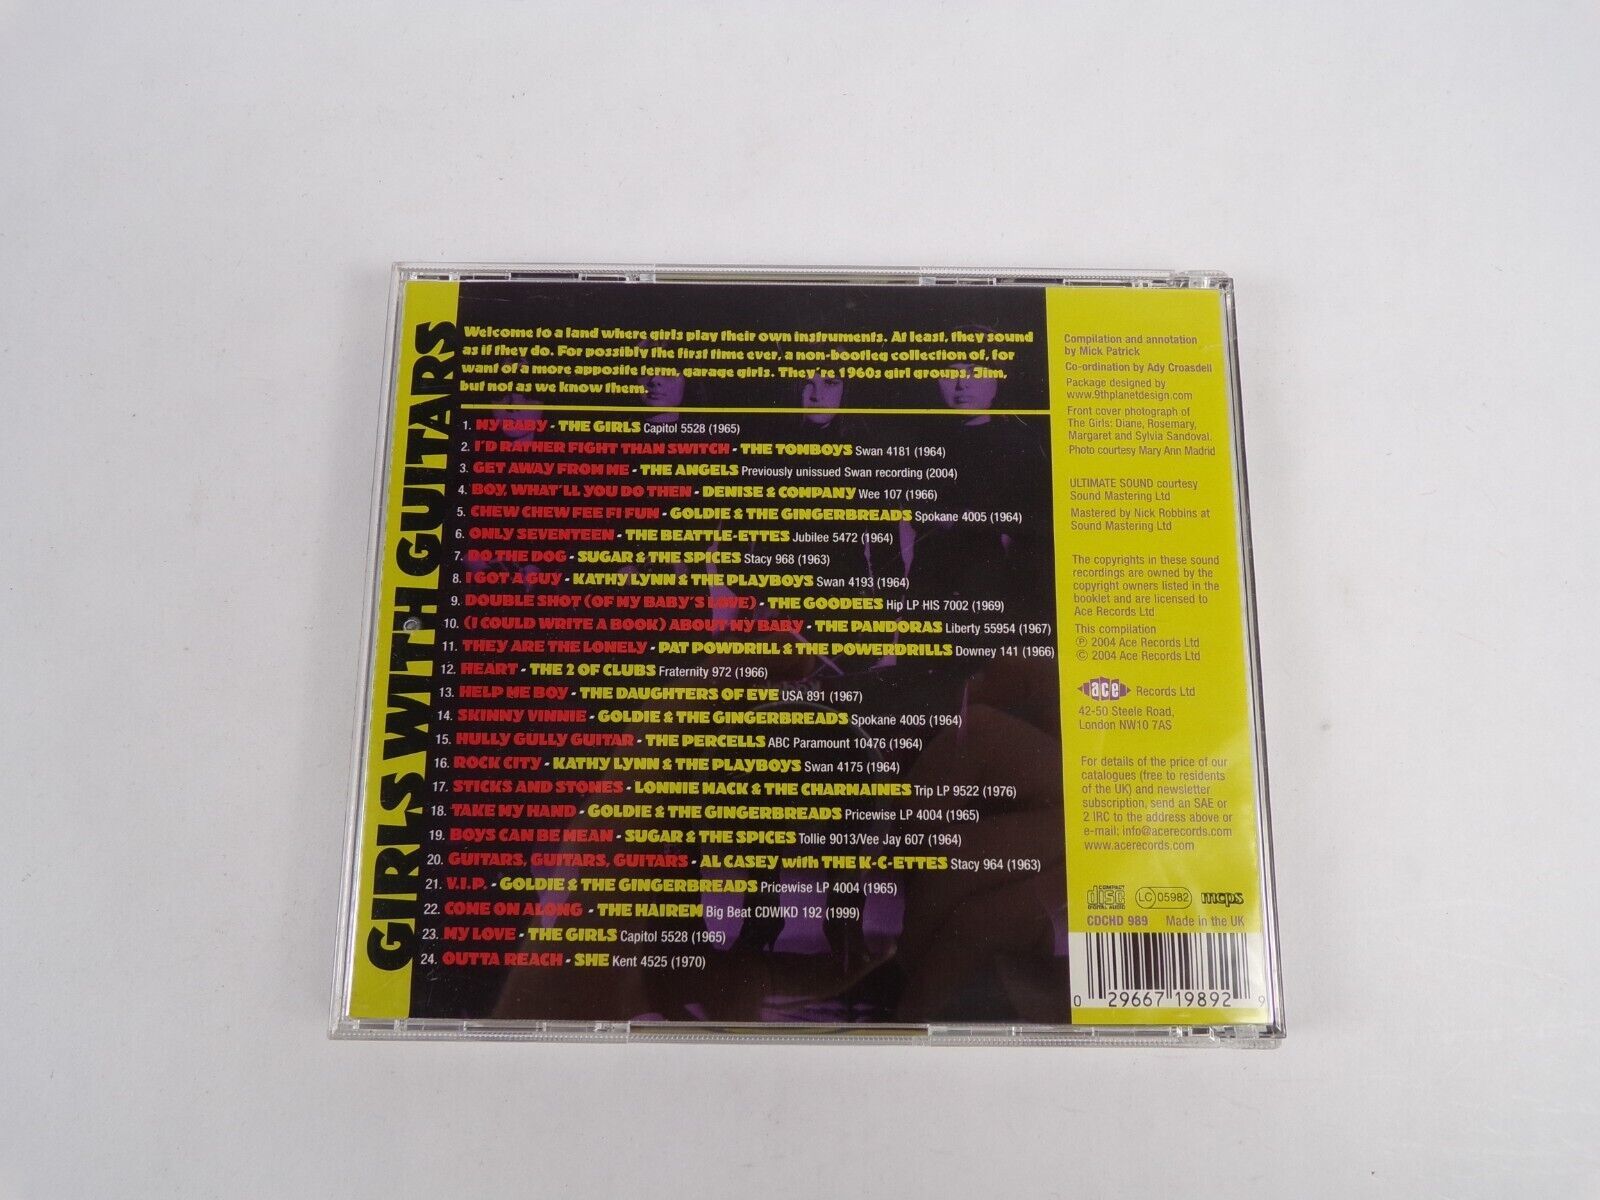 GIRLS WITH GUITARS
Welcome to a land where girls play their own instruments. At least, they sound
as if they do. For possibly the first time ever, a non-bootleg collection of, for
want of a more apposite term, garage girls. They're 1960s girl groups, Jim,
but not as we know them.
1. MY BABY - THE GIRLS Capitol 5528 (1965)
2. I'D RATHER FIGHT THAN SWITCH - THE TOMBOYS Swan 4181 (1964)
3. GET AWAY FROM ME - THE ANGELS Previously unissued Swan recording (2004)
4. BOY, WHAT'LL YOU DO THEN - DENISE & COMPANY Wee 107 (1966)
5. CHEW CHEW FEE FI FUM - GOLDIE & THE GINGERBREADS Spokane 4005 (1964)
6. ONLY SEVENTEEN - THE BEATTLE-ETTES Jubilee 5472 (1964)
7. DO THE DOG - SUGAR & THE SPICES Stacy 968 (1963)
8. I GOT A GUY - KATHY LYNN & THE PLAYBOYS Swan 4193 (1964)
9. DOUBLE SHOT (OF MY BABY'S LOVE) - THE GOODEES Hip LP HIS 7002 (1969)
10. (I COULD WRITE A BOOK) ABOUT MY BABY - THE PANDORAS Liberty 55954 (1967)
11. THEY ARE THE LONELY - PAT POWDRILL & THE POWERDRILLS Downey 141 (1966)
12. HEART - THE 2 OF CLUBS Fraternity 972 (1966)
13. HELP ME BOY - THE DAUGHTERS OF EVE USA 891 (1967)
14. SKINNY VINNIE - GOLDIE & THE GINGERBREADS Spokane 4005 (1964)
15. HULLY GULLY GUITAR - THE PERCELLS ABC Paramount 10476 (1964)
16. ROCK CITY - KATHY LYNN & THE PLAYBOYS Swan 4175 (1964)
17. STICKS AND STONES - LONNIE MACK & THE CHARMAINES Trip LP 9522 (1976)
18. TAKE MY HAND - GOLDIE & THE GINGERBREADS Pricewise LP 4004 (1965)
19. BOYS CAN BE MEAN - SUGAR & THE SPICES Tollie 9013/Vee Jay 607 (1964)
20. GUITARS, GUITARS, GUITARS - AL CASEY with THE K-C-ETTES Stacy 964 (1963)
21. V.I.P. - GOLDIE & THE GINGERBREADS Pricewise LP 4004 (1965)
22. COME ON ALONG - THE HAIREM Big Beat CDWIKD 192 (1999)
23. MY LOVE - THE GIRLS Capitol 5528 (1965)
24. OUTTA REACH - SHE Kent 4525 (1970)
Compilation and annotation
by Mick Patrick
Co-ordination by Ady Croasdell
Package designed by
www.9thplanetdesign.com
Front cover photograph of
The Girls: Diane, Rosemary,
Margaret and Sylvia Sandoval.
Photo courtesy Mary Ann Madrid
ULTIMATE SOUND courtesy
Sound Mastering Ltd
Mastered by Nick Robbins at
Sound Mastering Ltd
The copyrights in these sound
recordings are owned by the
copyright owners listed in the
booklet and are licensed to
Ace Records Ltd
This compilation
℗ 2004 Ace Records Ltd
© 2004 Ace Records Ltd
ace Records Ltd
42-50 Steele Road,
London NW10 7AS
For details of the price of our
catalogues (free to residents
of the UK) and newsletter
subscription, send an SAE or
2 IRC to the address above or
e-mail: info@acerecords.com
www.acerecords.com
COMPACT disc DIGITAL AUDIO LC 05982 mcps
CDCHD 989 Made in the UK
0 29667 19892 9